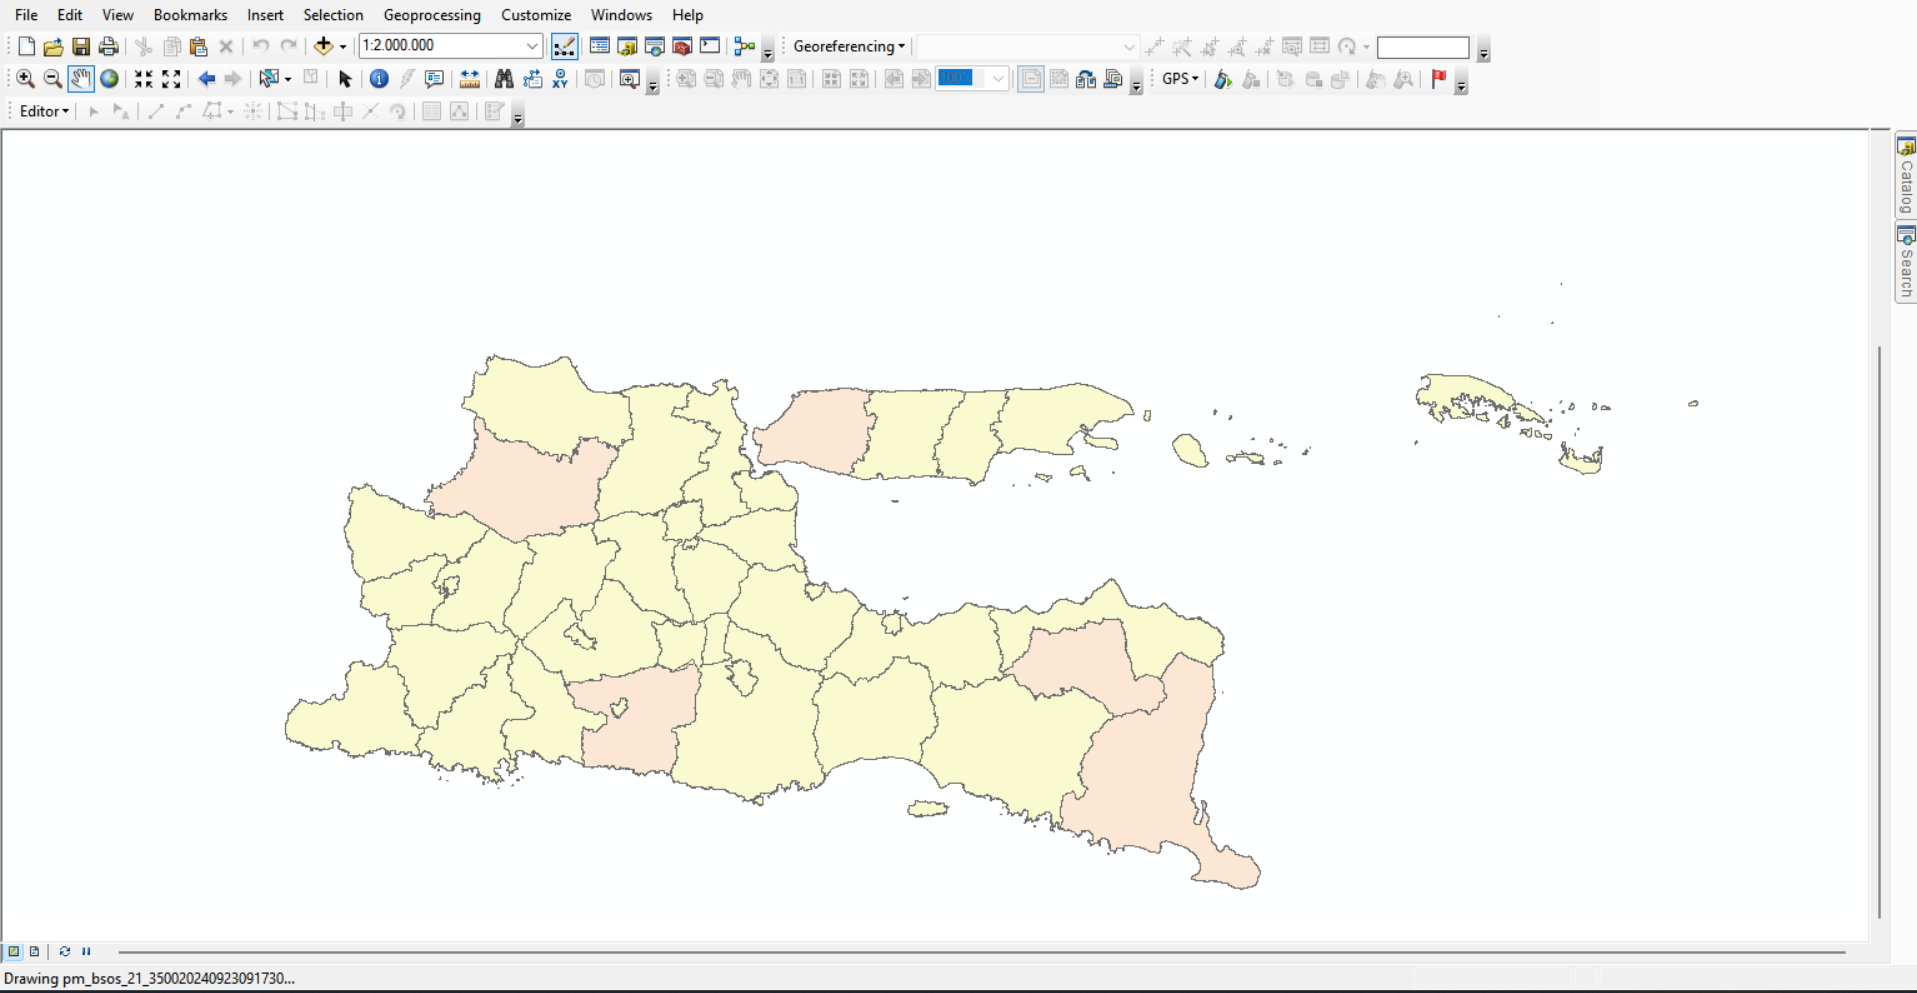 File Edit View Bookmarks Insert Selection Geoprocessing Customize Windows Help
1:2.000.000 Georeferencing
100% GPS
Editor
Catalog
Search
Drawing pm_bsos_21_350020240923091730...